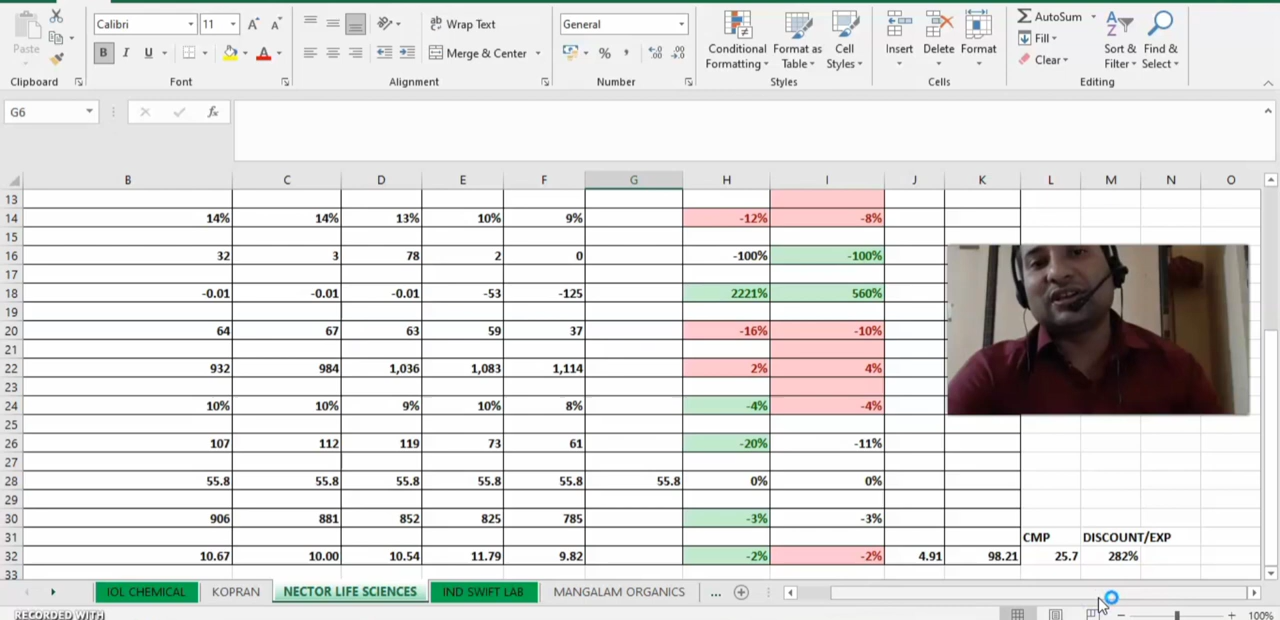 Calibri 11 Wrap Text General AutoSum
Paste B I U Merge & Center % , Conditional Format as Cell Insert Delete Format Fill Sort & Find &
Formatting Table Styles Clear Filter Select
Clipboard Font Alignment Number Styles Cells Editing
G6 fx
B C D E F G H I J K L M N O
13
14 14% 14% 13% 10% 9% -12% -8%
15
16 32 3 78 2 0 -100% -100%
17
18 -0.01 -0.01 -0.01 -53 -125 2221% 560%
19
20 64 67 63 59 37 -16% -10%
21
22 932 984 1,036 1,083 1,114 2% 4%
23
24 10% 10% 9% 10% 8% -4% -4%
25
26 107 112 119 73 61 -20% -11%
27
28 55.8 55.8 55.8 55.8 55.8 55.8 0% 0%
29
30 906 881 852 825 785 -3% -3%
31 CMP DISCOUNT/EXP
32 10.67 10.00 10.54 11.79 9.82 -2% -2% 4.91 98.21 25.7 282%
33
IOL CHEMICAL KOPRAN NECTOR LIFE SCIENCES IND SWIFT LAB MANGALAM ORGANICS ...
RECORDED WITH 100%